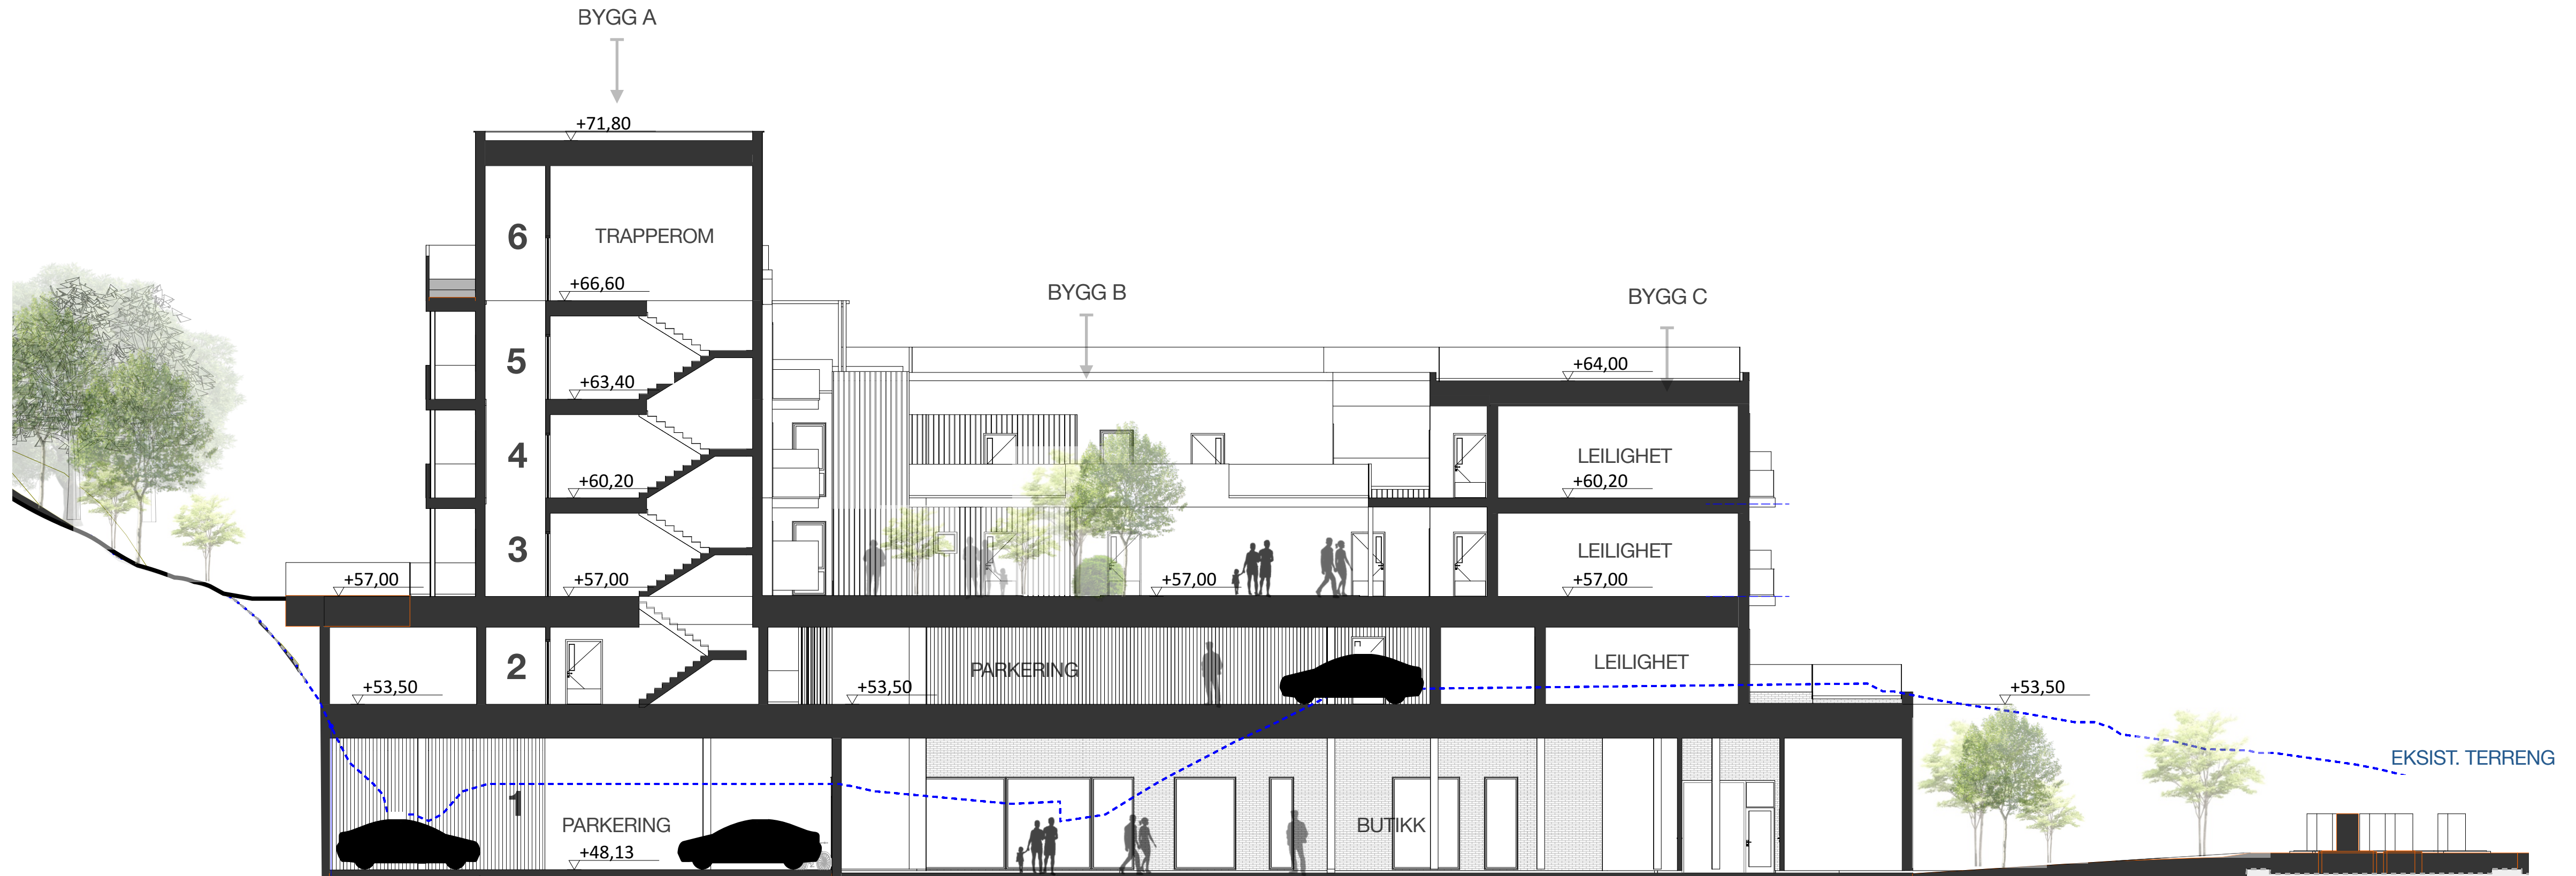 BYGG A
+71,80
6
TRAPPEROM
+66,60
BYGG B
BYGG C
5
+63,40
+64,00
4
LEILIGHET
+60,20
+60,20
3
LEILIGHET
+57,00
+57,00
+57,00
+57,00
2
PARKERING
LEILIGHET
+53,50
+53,50
+53,50
EKSIST. TERRENG
1
PARKERING
BUTIKK
+48,13